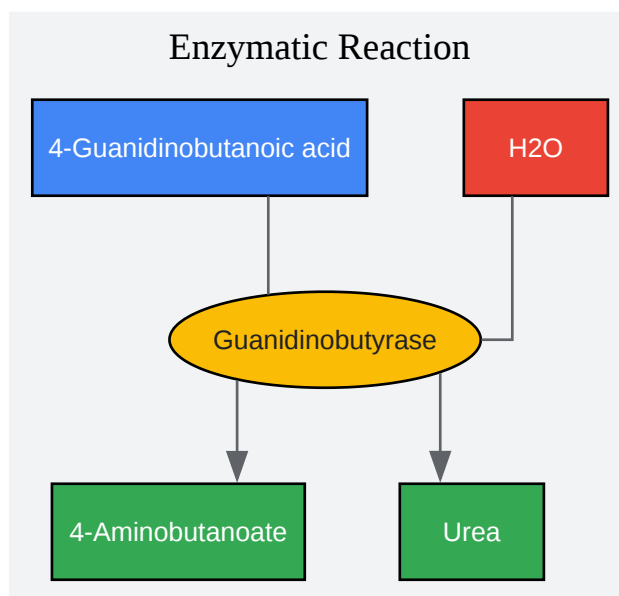 Enzymatic Reaction
4-Guanidinobutanoic acid
H2O
Guanidinobutyrase
4-Aminobutanoate
Urea